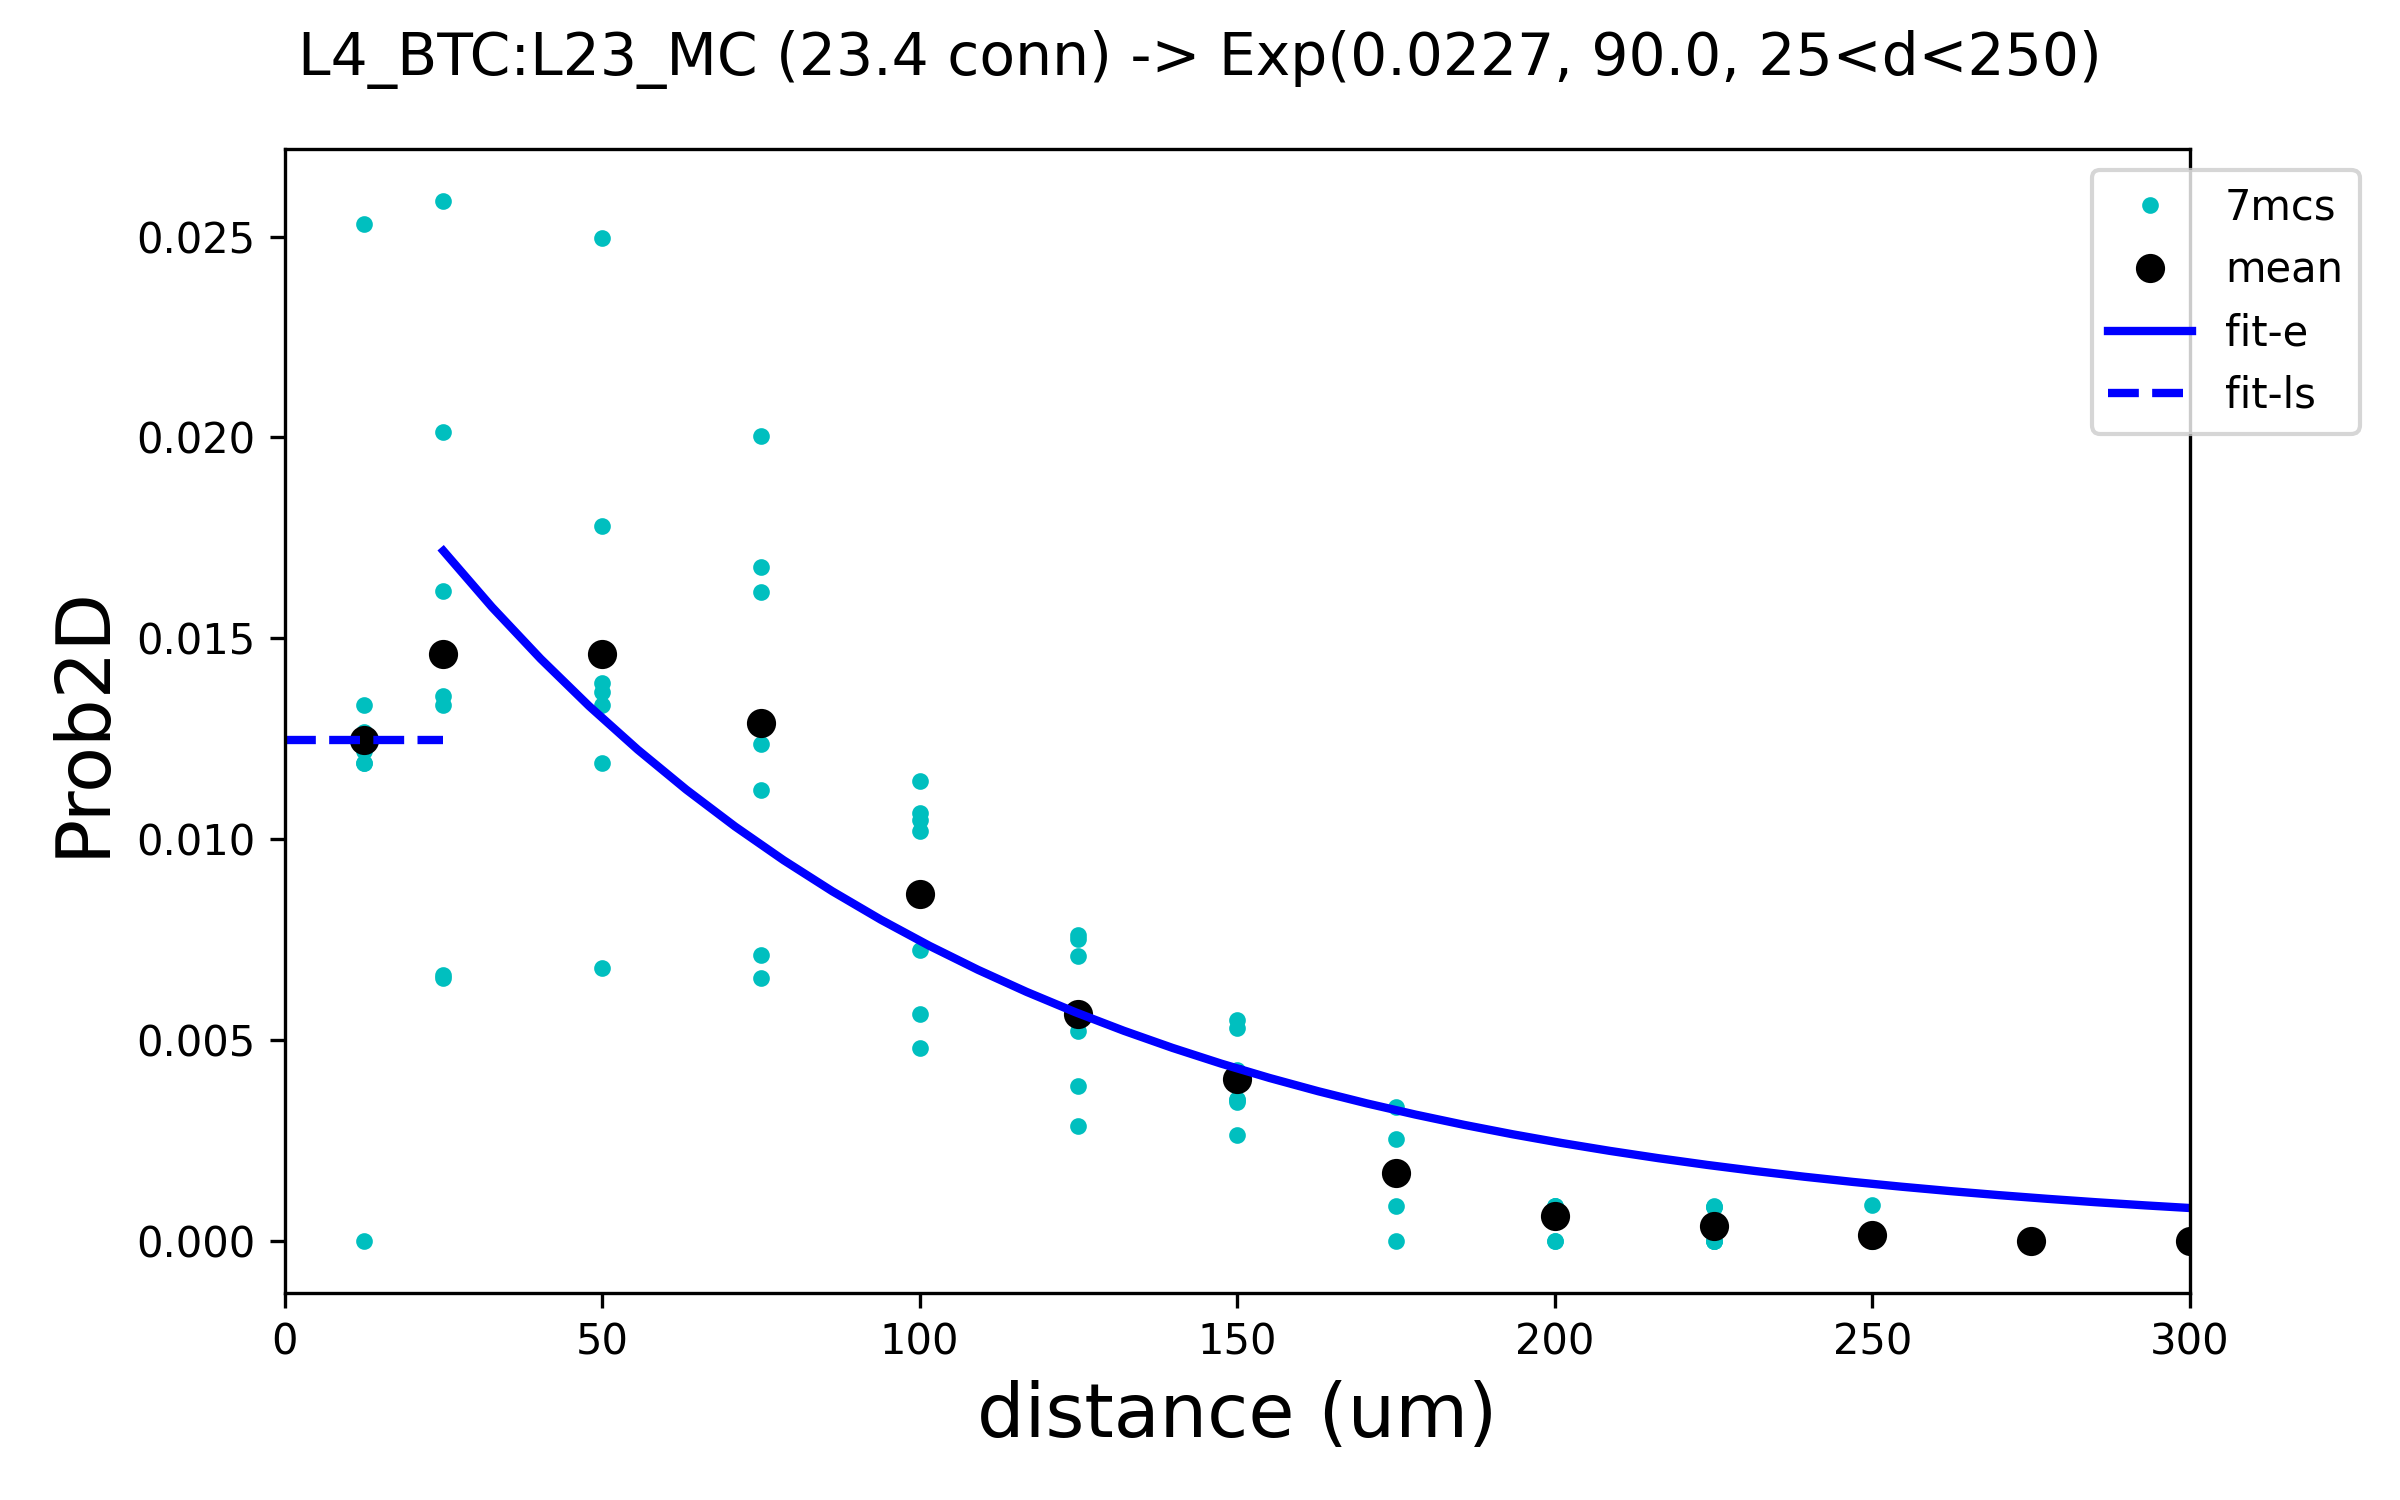 L4_BTC:L23_MC (23.4 conn) -> Exp(0.0227, 90.0, 25<d<250)
7mcs
mean
fit-e
fit-ls
0.025
0.020
0.015
0.010
0.005
0.000
Prob2D
0
50
100
150
200
250
300
distance (um)